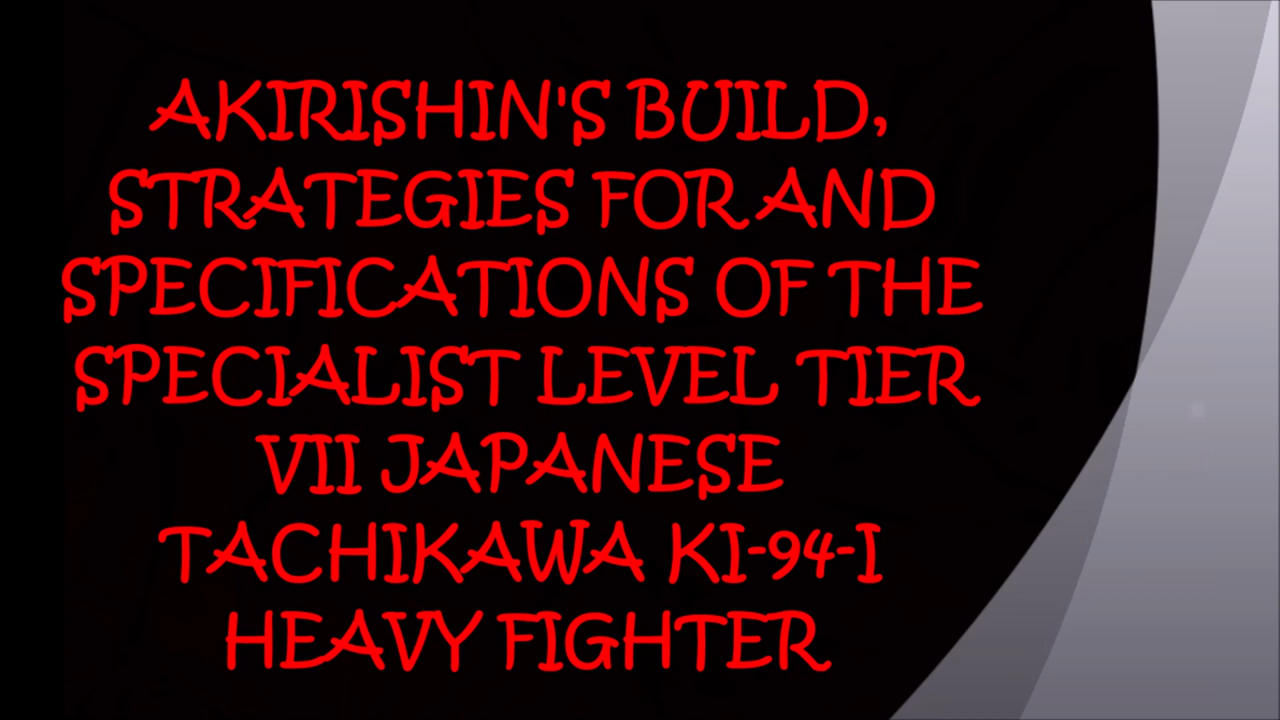 AKIRISHIN'S BUILD,
STRATEGIES FOR AND
SPECIFICATIONS OF THE
SPECIALIST LEVEL TIER
VII JAPANESE
TACHIKAWA KI-94-I
HEAVY FIGHTER